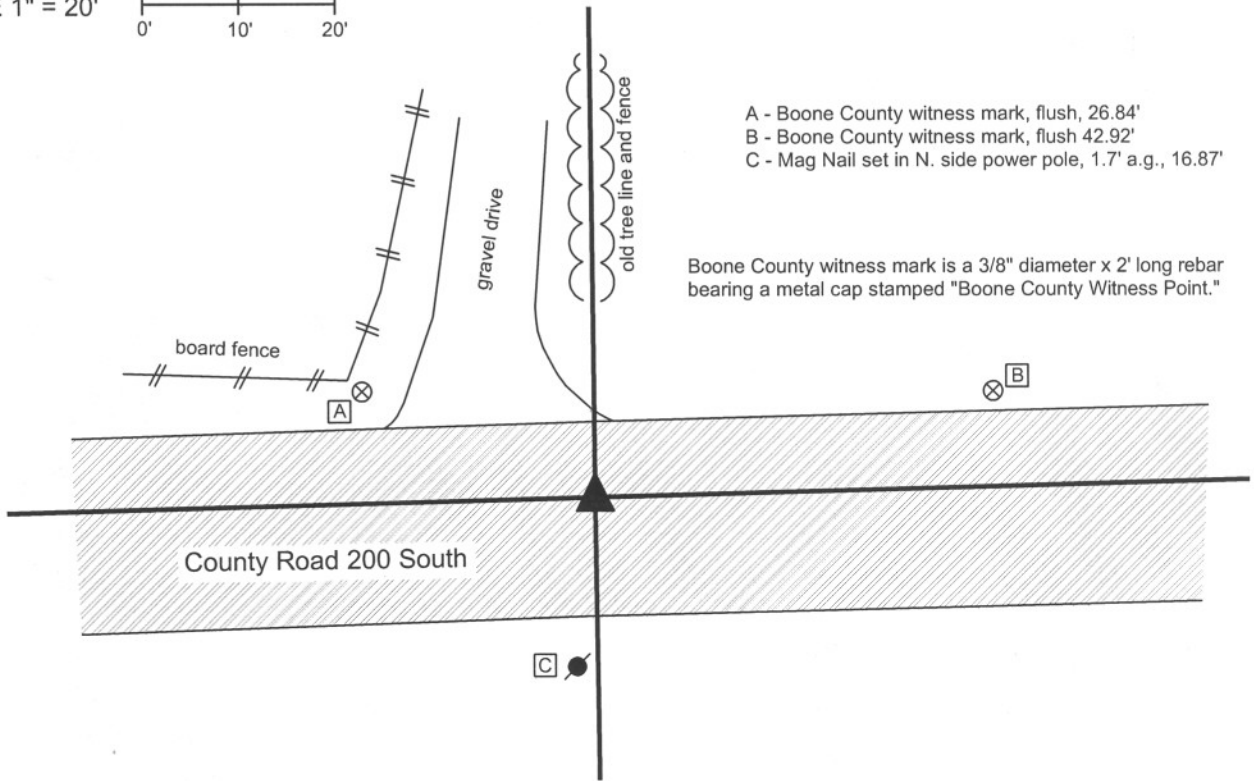 1" = 20'
0' 10' 20'
old tree line and fence
A - Boone County witness mark, flush, 26.84'
B - Boone County witness mark, flush 42.92'
C - Mag Nail set in N. side power pole, 1.7' a.g., 16.87'
gravel drive
Boone County witness mark is a 3/8" diameter x 2' long rebar
bearing a metal cap stamped "Boone County Witness Point."
board fence
A
B
County Road 200 South
C